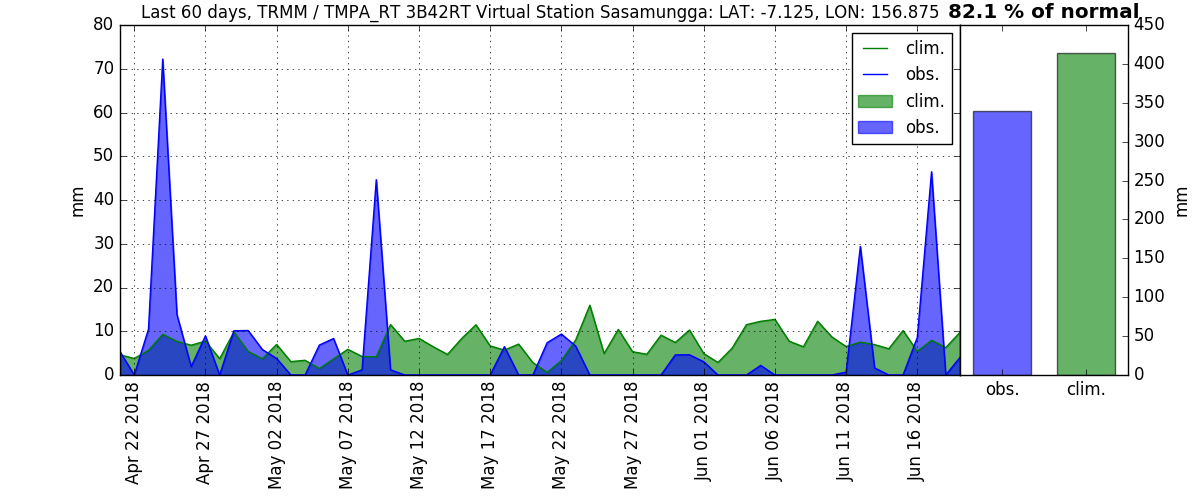 Last 60 days, TRMM / TMPA_RT 3B42RT Virtual Station Sasamungga: LAT: -7.125, LON: 156.875 82.1 % of normal
80
70
60
50
40
30
20
10
0
mm
clim.
obs.
clim.
obs.
450
400
350
300
250
200
150
100
50
0
mm
obs.
clim.
Apr 22 2018
Apr 27 2018
May 02 2018
May 07 2018
May 12 2018
May 17 2018
May 22 2018
May 27 2018
Jun 01 2018
Jun 06 2018
Jun 11 2018
Jun 16 2018